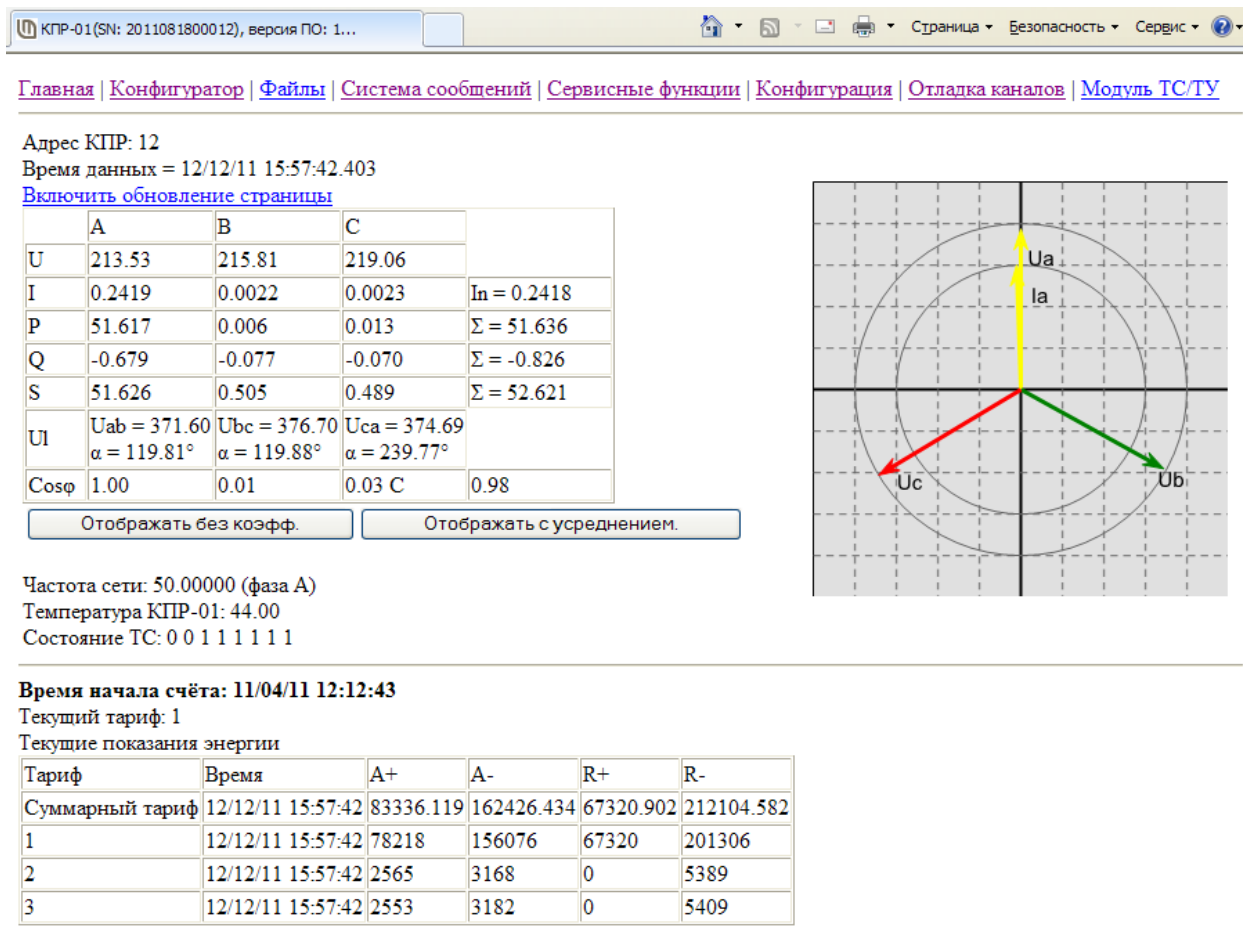 КПР-01(SN: 2011081800012), версия ПО: 1...
Страница Безопасность Сервис
Главная | Конфигуратор | Файлы | Система сообщений | Сервисные функции | Конфигурация | Отладка каналов | Модуль ТС/ТУ
Адрес КПР: 12
Время данных = 12/12/11 15:57:42.403
Включить обновление страницы
A B C
U 213.53 215.81 219.06
I 0.2419 0.0022 0.0023 In = 0.2418
P 51.617 0.006 0.013 Σ = 51.636
Q -0.679 -0.077 -0.070 Σ = -0.826
S 51.626 0.505 0.489 Σ = 52.621
Ul Uab = 371.60 Ubc = 376.70 Uca = 374.69
α = 119.81° α = 119.88° α = 239.77°
Cosφ 1.00 0.01 0.03 C 0.98
Отображать без коэфф. Отображать с усреднением.
Ua
Ia
Uc Ub
Частота сети: 50.00000 (фаза A)
Температура КПР-01: 44.00
Состояние ТС: 0 0 1 1 1 1 1 1
Время начала счёта: 11/04/11 12:12:43
Текущий тариф: 1
Текущие показания энергии
Тариф Время A+ A- R+ R-
Суммарный тариф 12/12/11 15:57:42 83336.119 162426.434 67320.902 212104.582
1 12/12/11 15:57:42 78218 156076 67320 201306
2 12/12/11 15:57:42 2565 3168 0 5389
3 12/12/11 15:57:42 2553 3182 0 5409